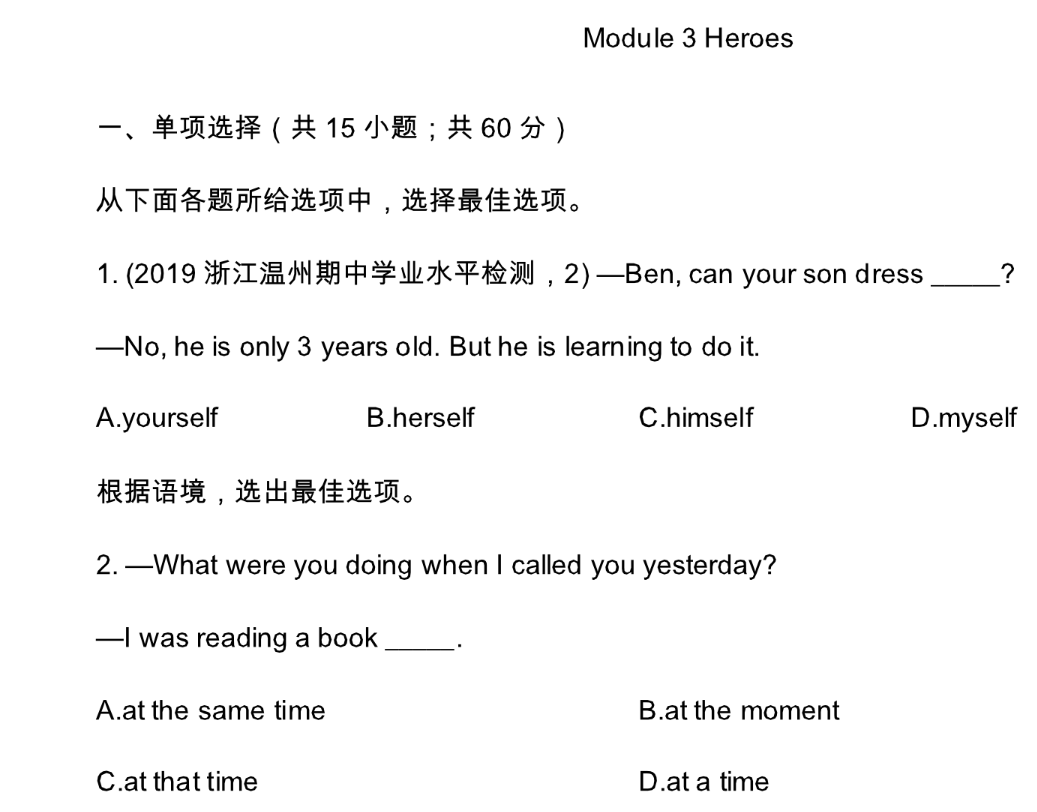 Module 3 Heroes
一、单项选择（共 15 小题；共 60 分）
从下面各题所给选项中，选择最佳选项。
1. (2019 浙江温州期中学业水平检测，2) —Ben, can your son dress _____?
—No, he is only 3 years old. But he is learning to do it.
A.yourself B.herself C.himself D.myself
根据语境，选出最佳选项。
2. —What were you doing when I called you yesterday?
—I was reading a book _____.
A.at the same time B.at the moment
C.at that time D.at a time